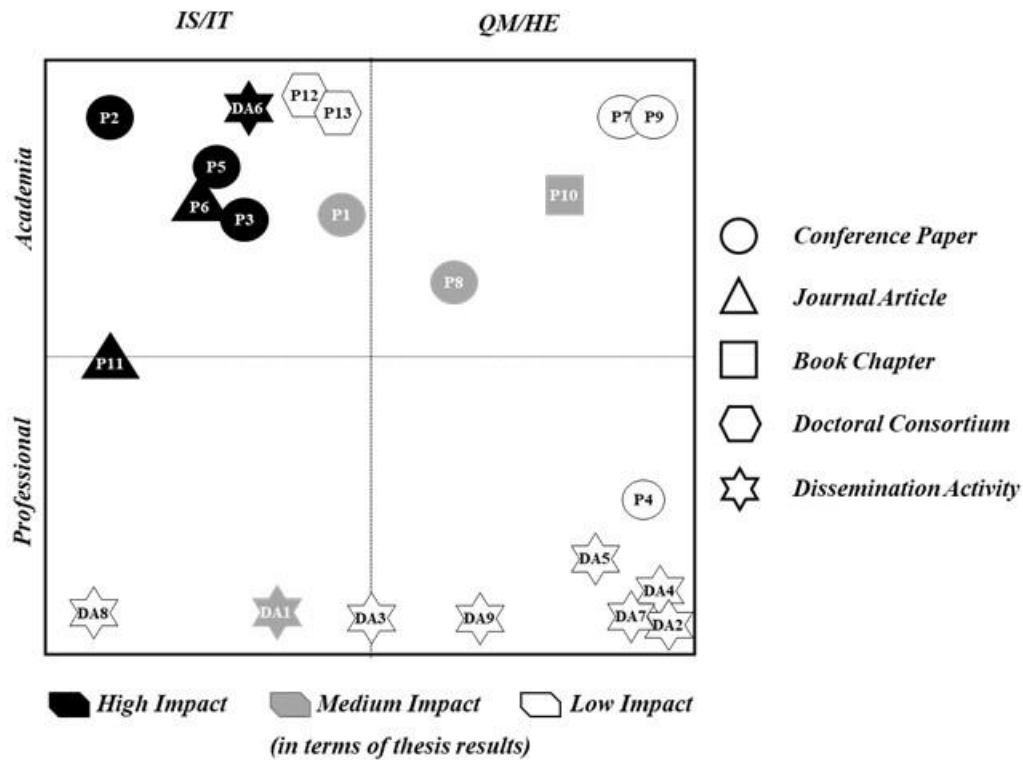 IS/IT
QM/HE
Academia
Professional
P2
DA6
P12
P13
P7
P9
P5
P6
P3
P1
P10
P8
P11
P4
DA5
DA4
DA8
DA1
DA3
DA9
DA7
DA2
Conference Paper
Journal Article
Book Chapter
Doctoral Consortium
Dissemination Activity
High Impact
Medium Impact
Low Impact
(in terms of thesis results)